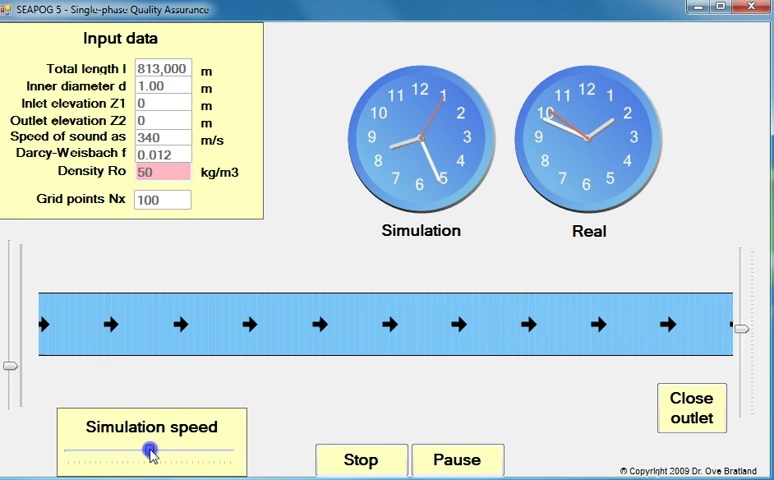 SEAPOG 5 - Single-phase Quality Assurance
Input data
Total length l 813,000 m
Inner diameter d 1.00 m
Inlet elevation Z1 0 m
Outlet elevation Z2 0 m
Speed of sound as 340 m/s
Darcy-Weisbach f 0.012
Density Ro 50 kg/m3
Grid points Nx 100
12 1 2 3 4 5 6 7 8 9 10 11
12 1 2 3 4 5 6 7 8 9 10 11
Simulation
Real
Close
outlet
Simulation speed
Stop
Pause
© Copyright 2009 Dr. Ove Bratland